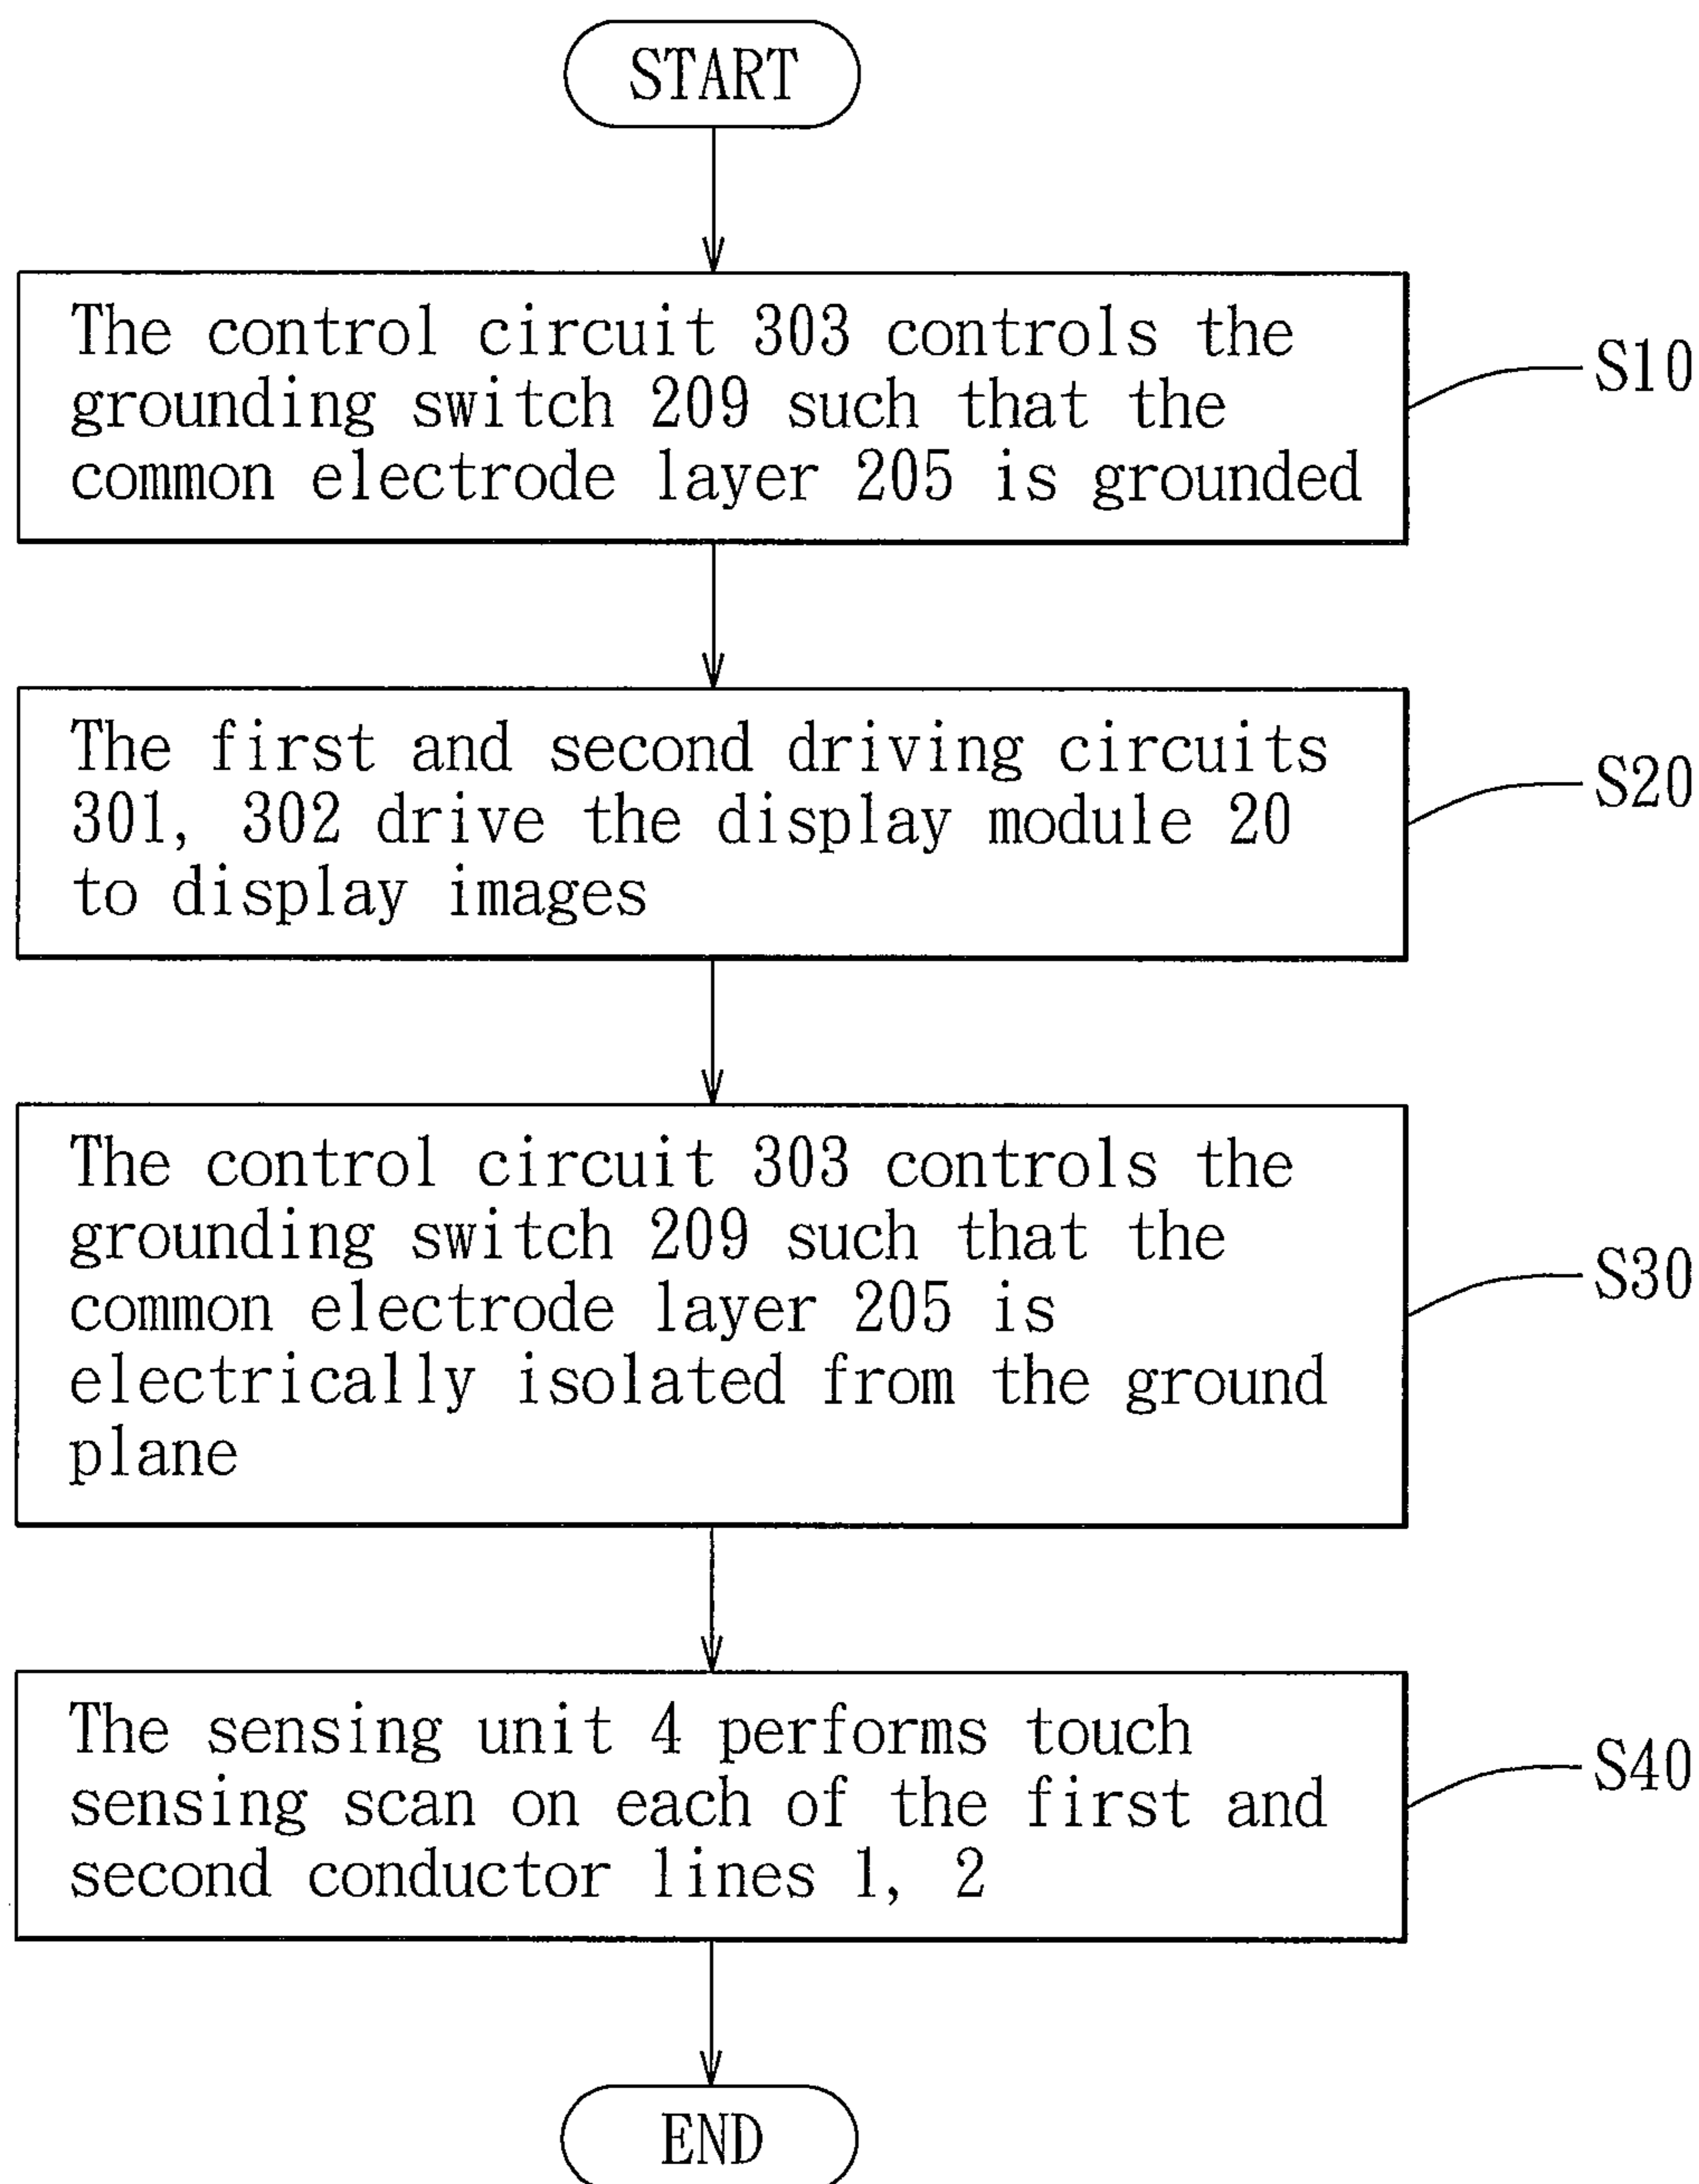 START
The control circuit 303 controls the
grounding switch 209 such that the
common electrode layer 205 is grounded
S10
The first and second driving circuits
301, 302 drive the display module 20
to display images
S20
The control circuit 303 controls the
grounding switch 209 such that the
common electrode layer 205 is
electrically isolated from the ground
plane
S30
The sensing unit 4 performs touch
sensing scan on each of the first and
second conductor lines 1, 2
S40
END